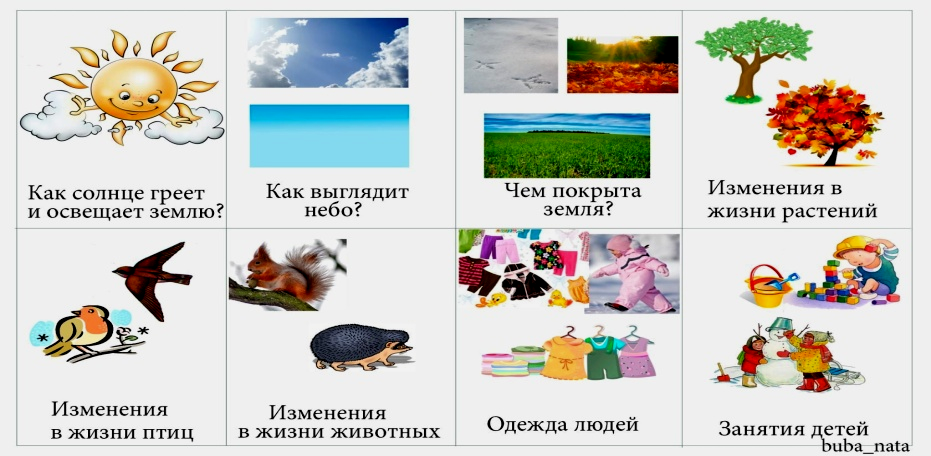 Как солнце греет
и освещает землю?
Как выглядит
небо?
Чем покрыта
земля?
Изменения в
жизни растений
Изменения
в жизни птиц
Изменения
в жизни животных
Одежда людей
Занятия детей
buba_nata